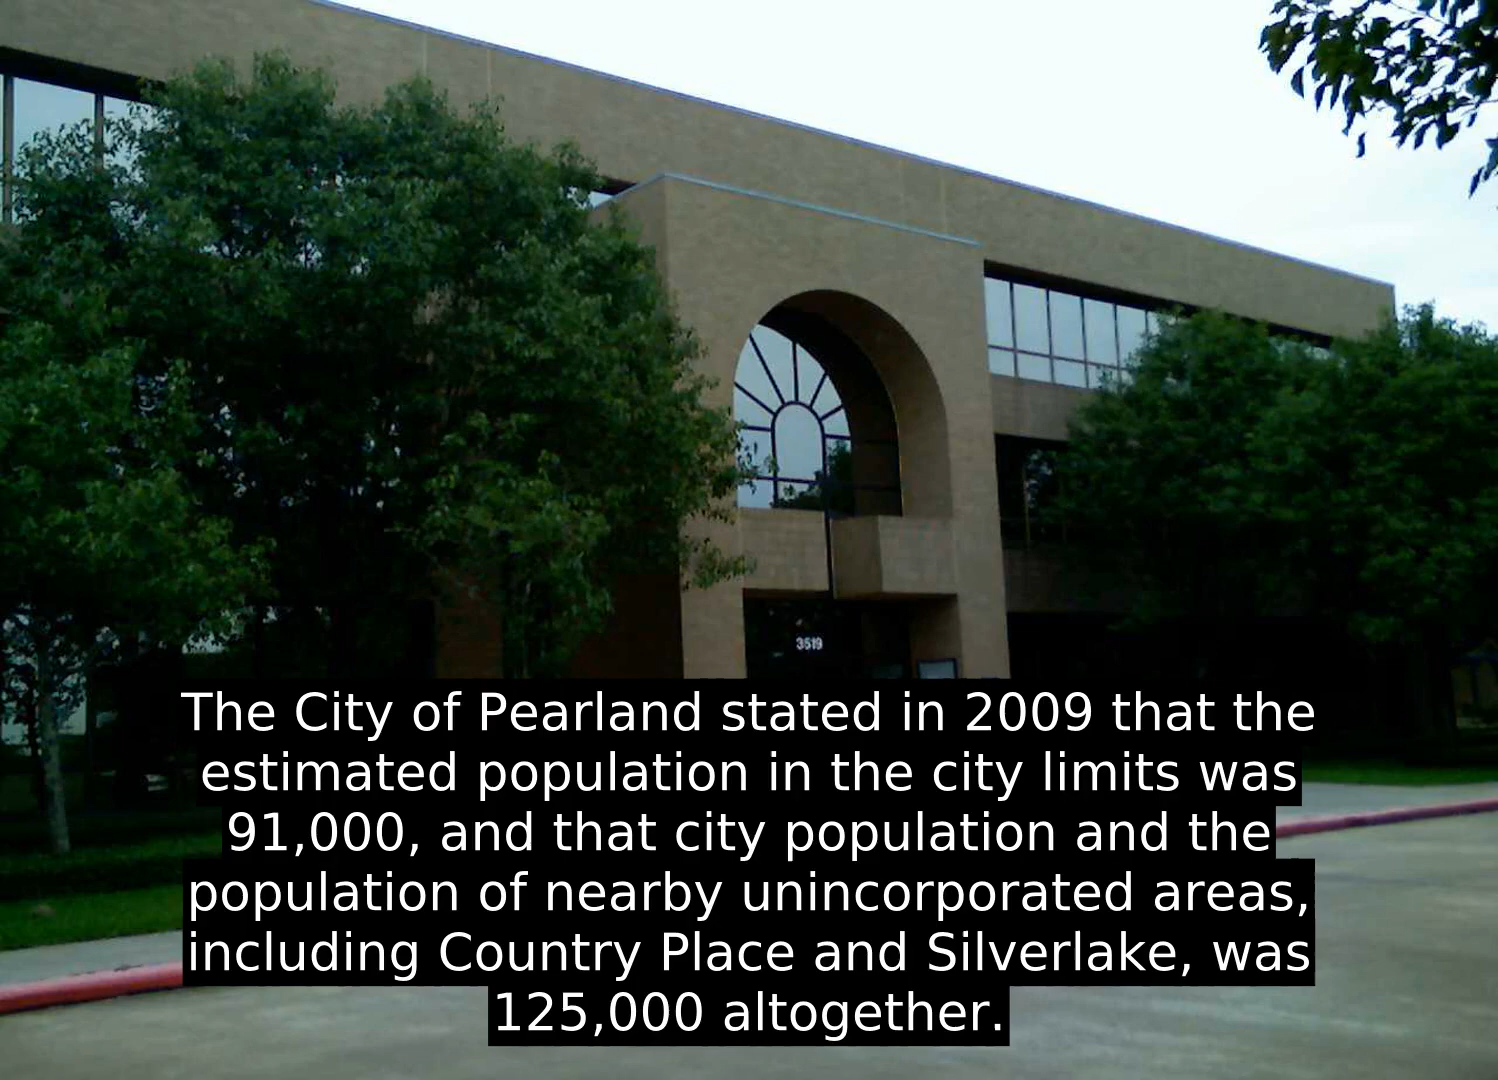 3519
The City of Pearland stated in 2009 that the
estimated population in the city limits was
91,000, and that city population and the
population of nearby unincorporated areas,
including Country Place and Silverlake, was
125,000 altogether.